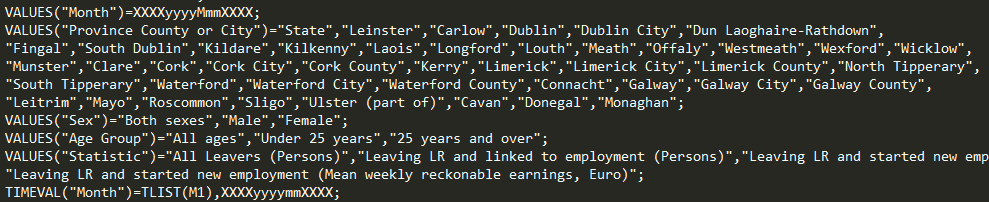 VALUES("Month")=XXXXyyyyMmmXXXX;
VALUES("Province County or City")="State","Leinster","Carlow","Dublin","Dublin City","Dun Laoghaire-Rathdown",
"Fingal","South Dublin","Kildare","Kilkenny","Laois","Longford","Louth","Meath","Offaly","Westmeath","Wexford","Wicklow",
"Munster","Clare","Cork","Cork City","Cork County","Kerry","Limerick","Limerick City","Limerick County","North Tipperary",
"South Tipperary","Waterford","Waterford City","Waterford County","Connacht","Galway","Galway City","Galway County",
"Leitrim","Mayo","Roscommon","Sligo","Ulster (part of)","Cavan","Donegal","Monaghan";
VALUES("Sex")="Both sexes","Male","Female";
VALUES("Age Group")="All ages","Under 25 years","25 years and over";
VALUES("Statistic")="All Leavers (Persons)","Leaving LR and linked to employment (Persons)","Leaving LR and started new emp
"Leaving LR and started new employment (Mean weekly reckonable earnings, Euro)";
TIMEVAL("Month")=TLIST(M1),XXXXyyyymmXXXX;